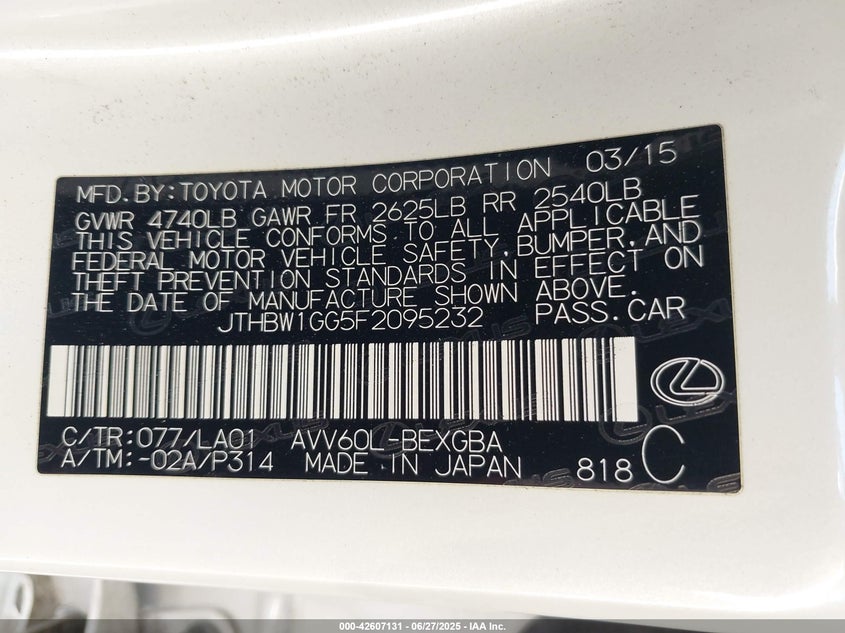 MFD.BY:TOYOTA MOTOR CORPORATION 03/15
GVWR 4740LB GAWR FR 2625LB RR 2540LB
THIS VEHICLE CONFORMS TO ALL APPLICABLE
FEDERAL MOTOR VEHICLE SAFETY,BUMPER,AND
THEFT PREVENTION STANDARDS IN EFFECT ON
THE DATE OF MANUFACTURE SHOWN ABOVE.
JTHBW1GG5F2095232 PASS.CAR
C/TR:077/LA01 AVV60L-BEXGBA
A/TM:-02A/P314 MADE IN JAPAN 818 C
000-42607131 | 06/27/2025 | IAA Inc.